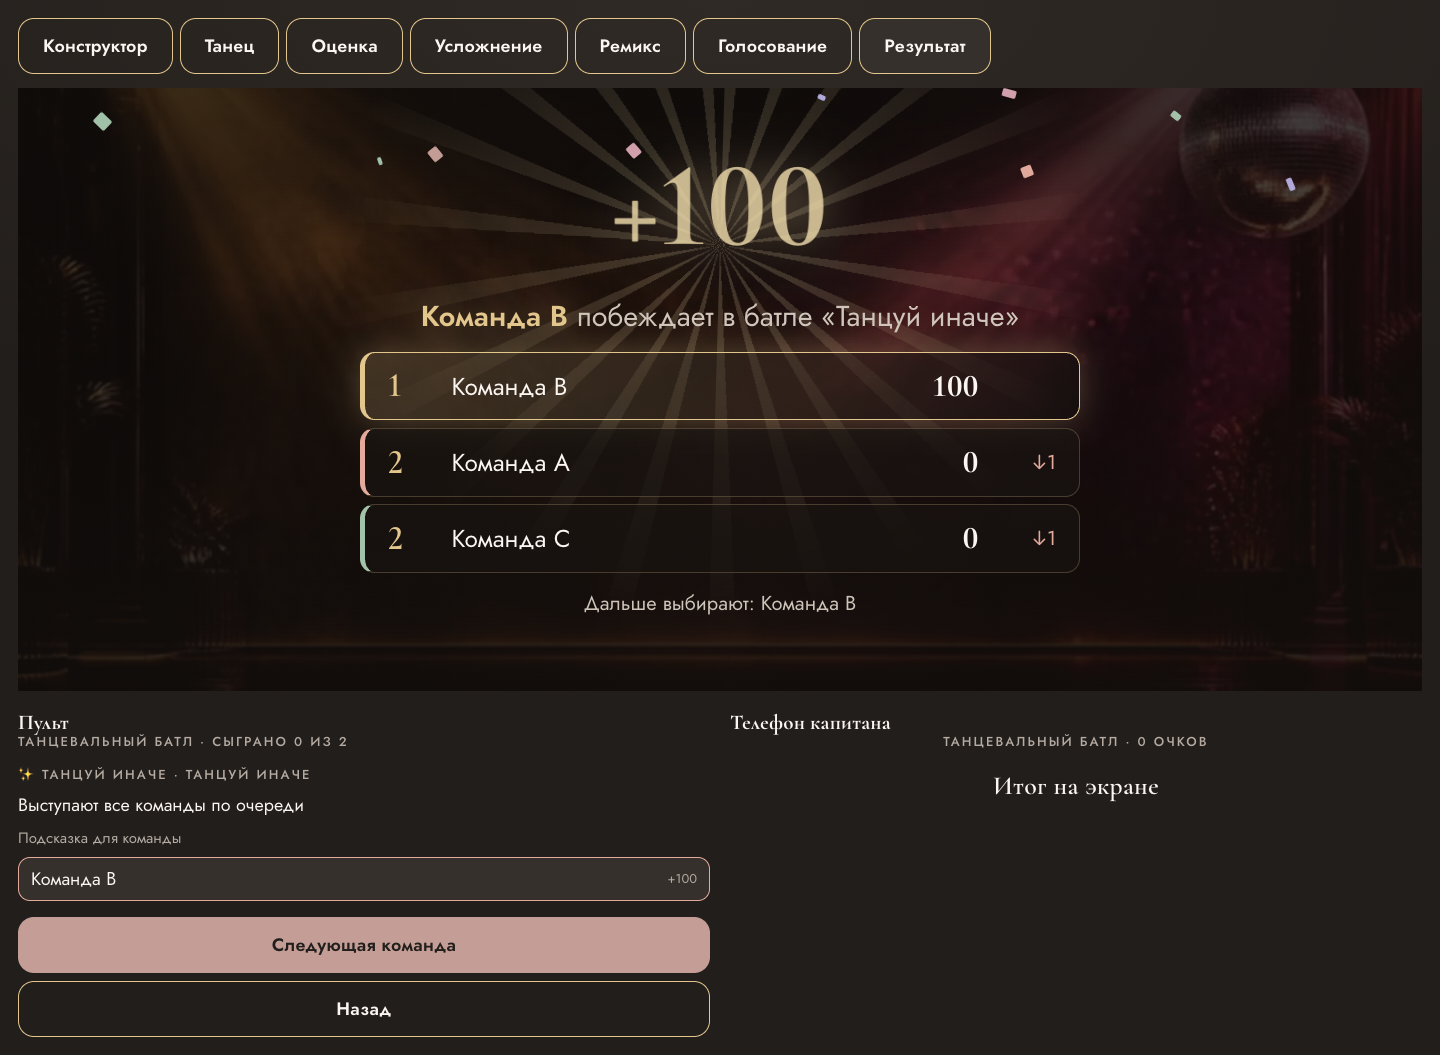 Конструктор Танец Оценка Усложнение Ремикс Голосование Результат
+100
Команда B побеждает в батле «Танцуй иначе»
1 Команда B 100
2 Команда A 0 ↓1
2 Команда C 0 ↓1
Дальше выбирают: Команда B
Пульт
ТАНЦЕВАЛЬНЫЙ БАТЛ · СЫГРАНО 0 ИЗ 2
✨ ТАНЦУЙ ИНАЧЕ · ТАНЦУЙ ИНАЧЕ
Выступают все команды по очереди
Подсказка для команды
Команда B +100
Следующая команда
Назад
Телефон капитана
ТАНЦЕВАЛЬНЫЙ БАТЛ · 0 ОЧКОВ
Итог на экране